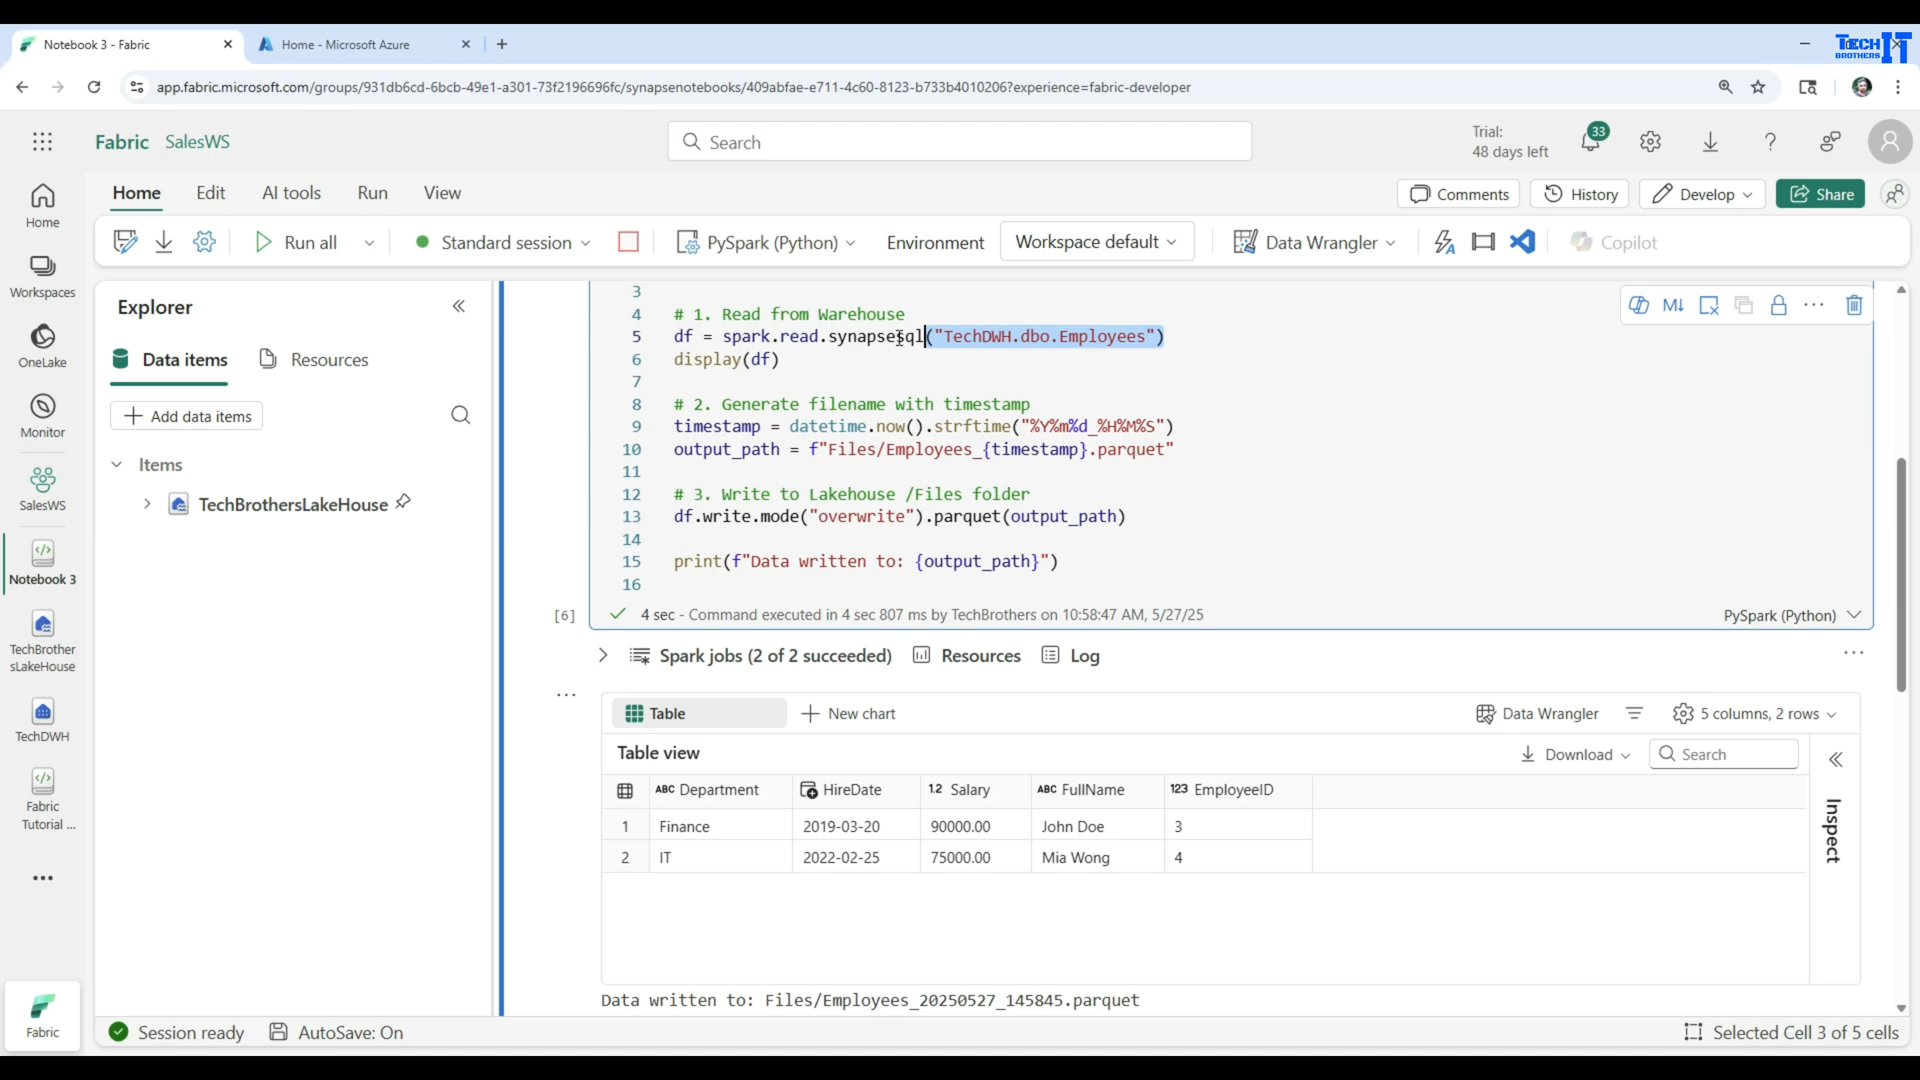 Notebook 3 - Fabric
Home - Microsoft Azure
TECH IT
BROTHERS
app.fabric.microsoft.com/groups/931db6cd-6bcb-49e1-a301-73f2196696fc/synapsenotebooks/409abfae-e711-4c60-8123-b733b4010206?experience=fabric-developer
Fabric SalesWS
Search
Trial:
48 days left
33
Home Edit AI tools Run View
Comments History Develop Share
Run all Standard session PySpark (Python) Environment Workspace default Data Wrangler Copilot
Home
Workspaces
OneLake
Monitor
SalesWS
Notebook 3
TechBrother
sLakeHouse
TechDWH
Fabric
Tutorial ...
Fabric
Explorer
Data items Resources
Add data items
Items
TechBrothersLakeHouse
3
4 # 1. Read from Warehouse
5 df = spark.read.synapsesql("TechDWH.dbo.Employees")
6 display(df)
7
8 # 2. Generate filename with timestamp
9 timestamp = datetime.now().strftime("%Y%m%d_%H%M%S")
10 output_path = f"Files/Employees_{timestamp}.parquet"
11
12 # 3. Write to Lakehouse /Files folder
13 df.write.mode("overwrite").parquet(output_path)
14
15 print(f"Data written to: {output_path}")
16
M↓
[6] 4 sec - Command executed in 4 sec 807 ms by TechBrothers on 10:58:47 AM, 5/27/25 PySpark (Python)
Spark jobs (2 of 2 succeeded) Resources Log
Table New chart Data Wrangler 5 columns, 2 rows
Table view Download Search
ABC Department HireDate 1.2 Salary ABC FullName 123 EmployeeID
1 Finance 2019-03-20 90000.00 John Doe 3
2 IT 2022-02-25 75000.00 Mia Wong 4
Inspect
Data written to: Files/Employees_20250527_145845.parquet
Session ready AutoSave: On Selected Cell 3 of 5 cells